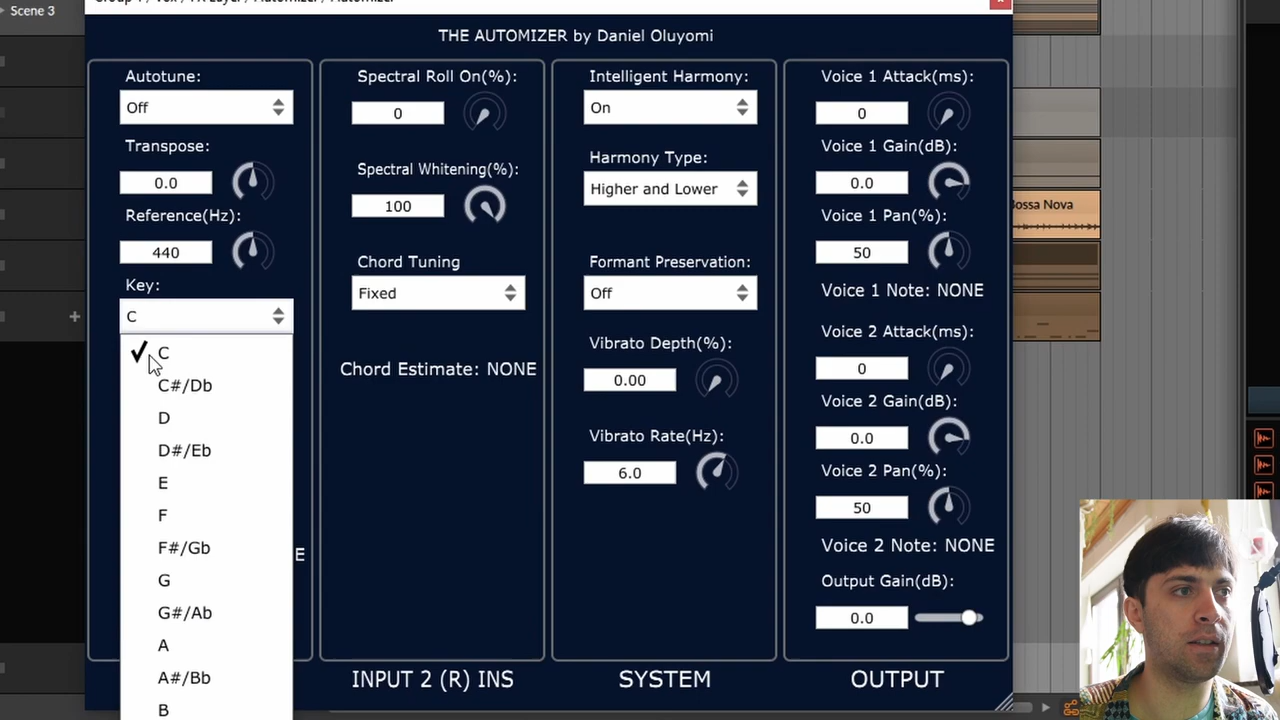 Scene 3
THE AUTOMIZER by Daniel Oluyomi
Autotune:
Off
Transpose:
0.0
Reference(Hz):
440
Key:
C
C
C#/Db
D
D#/Eb
E
F
F#/Gb
G
G#/Ab
A
A#/Bb
B
E
Spectral Roll On(%):
0
Spectral Whitening(%):
100
Chord Tuning
Fixed
Chord Estimate: NONE
INPUT 2 (R) INS
Intelligent Harmony:
On
Harmony Type:
Higher and Lower
Formant Preservation:
Off
Vibrato Depth(%):
0.00
Vibrato Rate(Hz):
6.0
SYSTEM
Voice 1 Attack(ms):
0
Voice 1 Gain(dB):
0.0
Voice 1 Pan(%):
50
Voice 1 Note: NONE
Voice 2 Attack(ms):
0
Voice 2 Gain(dB):
0.0
Voice 2 Pan(%):
50
Voice 2 Note: NONE
Output Gain(dB):
0.0
OUTPUT
Bossa Nova